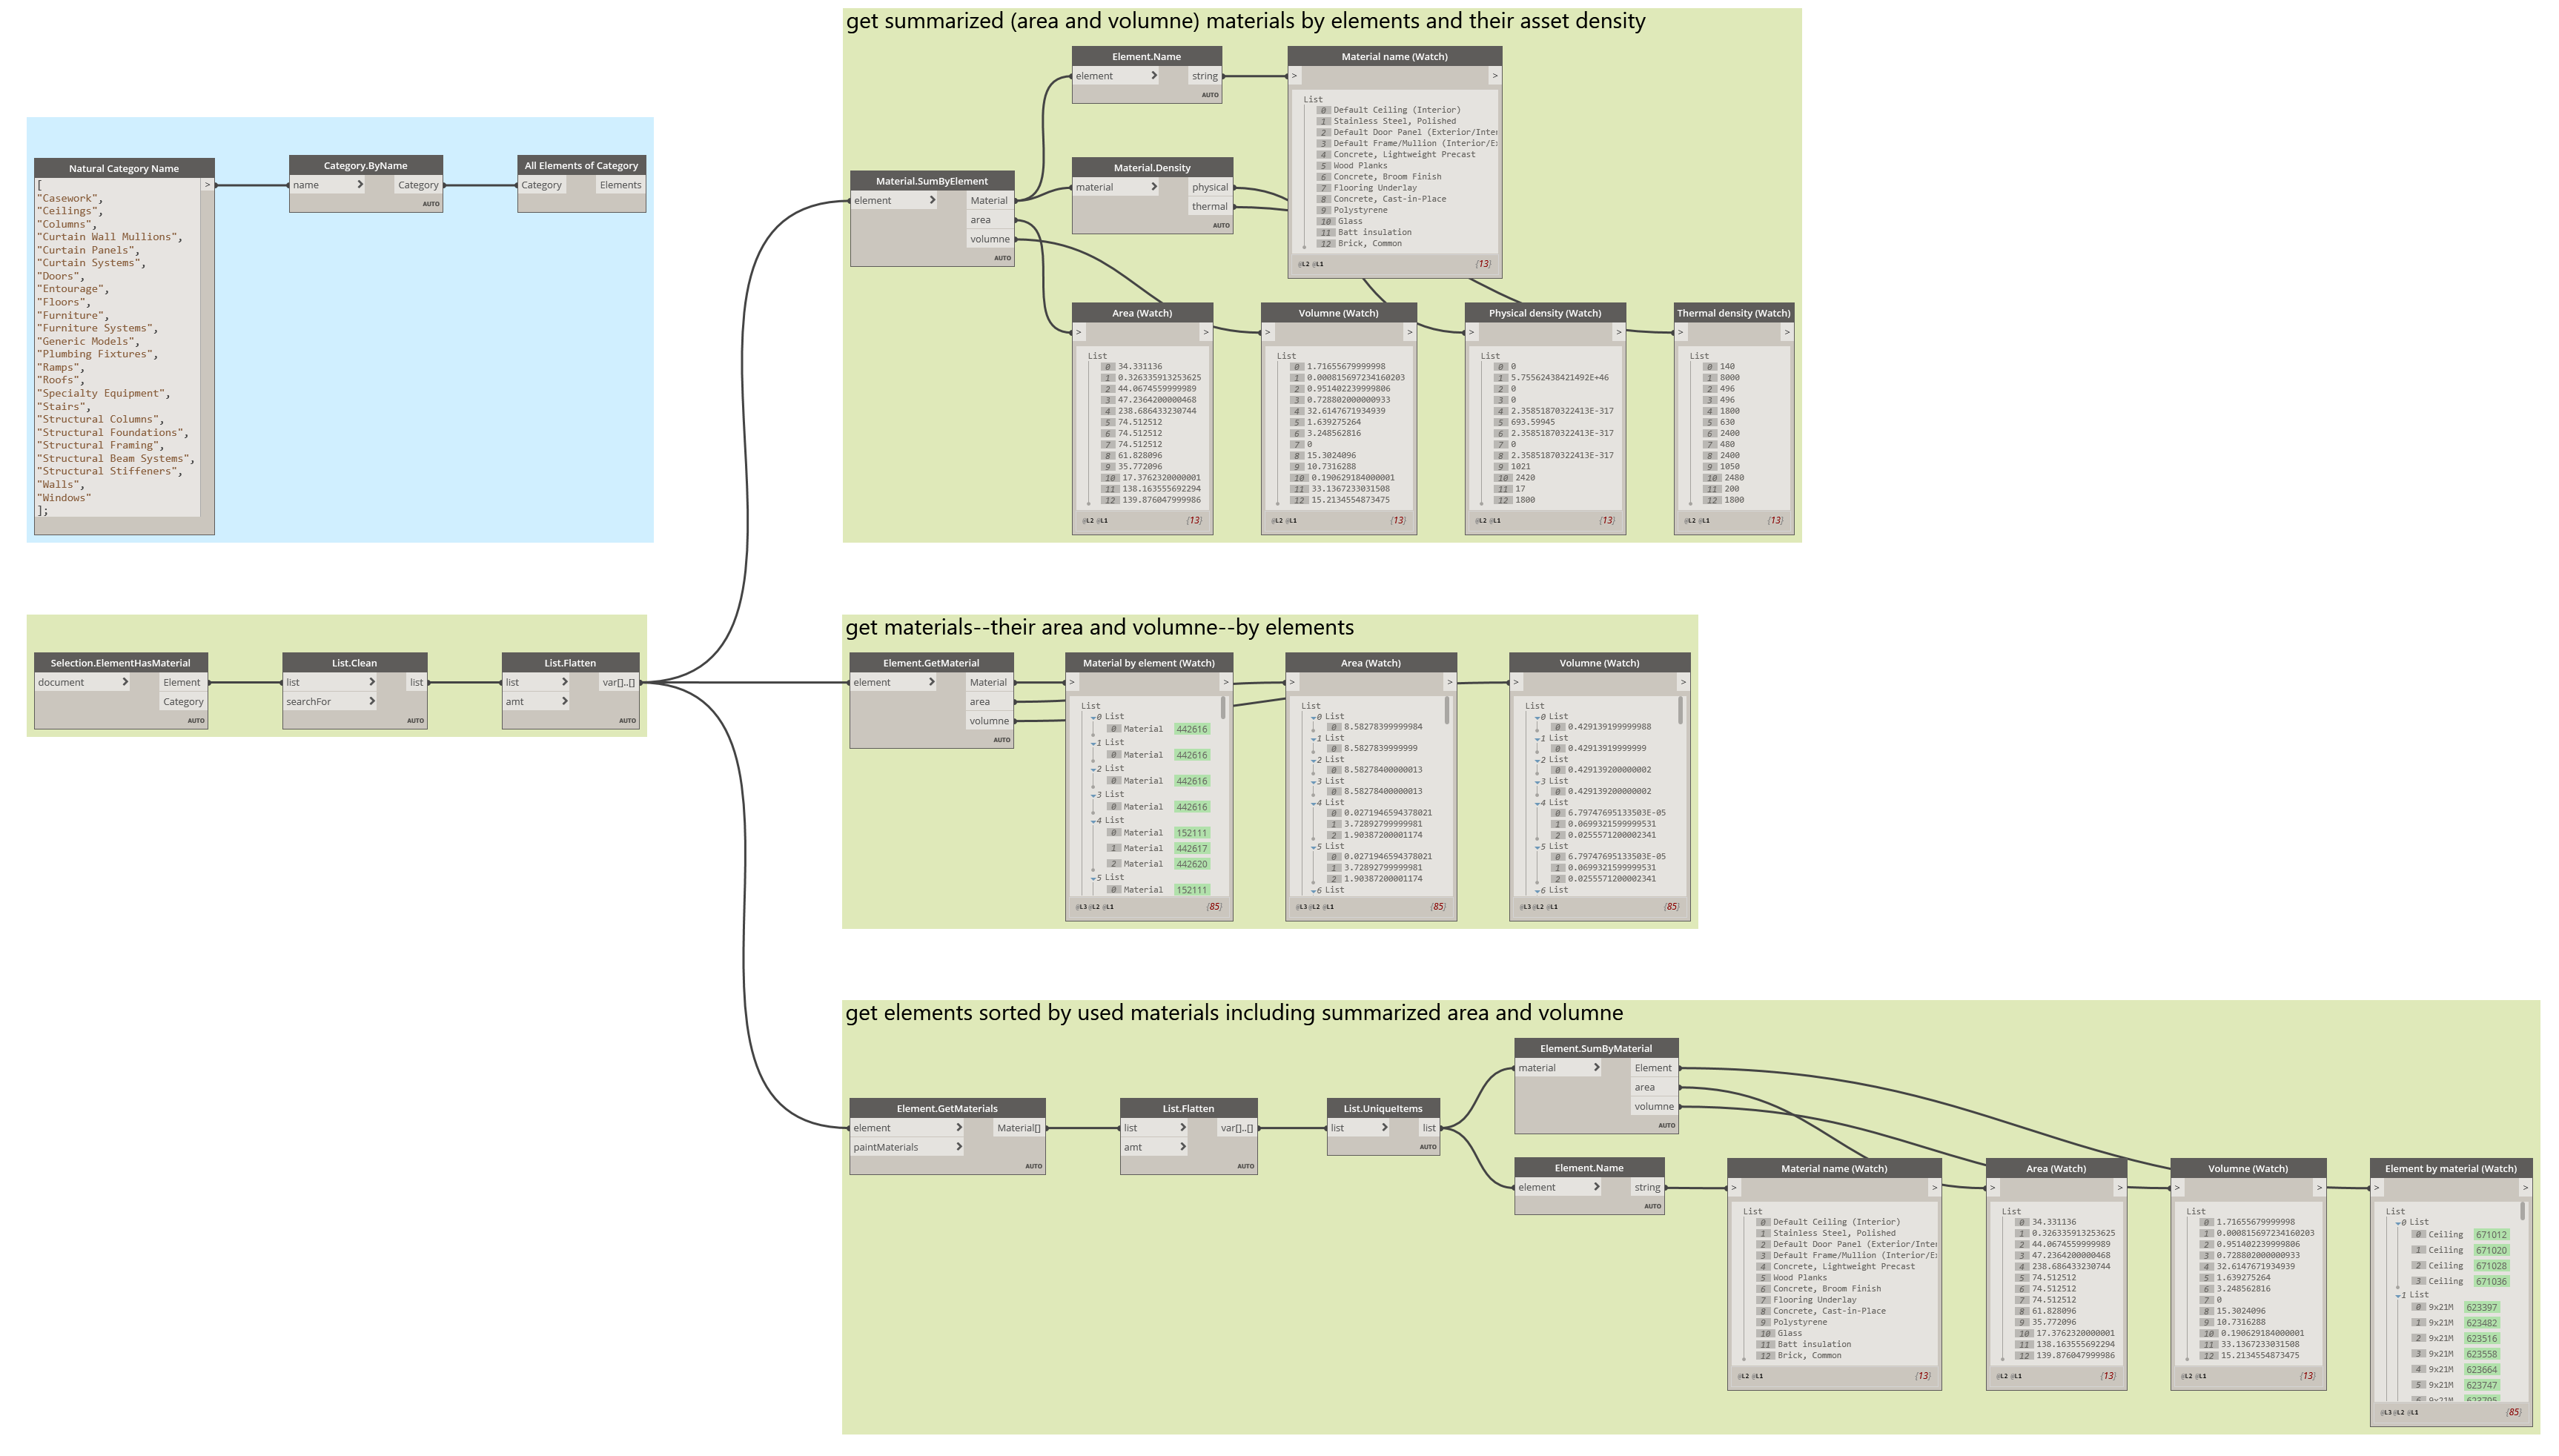 get summarized (area and volumne) materials by elements and their asset density
Element.Name
element
string
AUTO
Material name (Watch)
>
>
List
0 Default Ceiling (Interior)
1 Stainless Steel, Polished
2 Default Door Panel (Exterior/Inter
3 Default Frame/Mullion (Interior/E
4 Concrete, Lightweight Precast
5 Wood Planks
6 Concrete, Broom Finish
7 Flooring Underlay
8 Concrete, Cast-in-Place
9 Polystyrene
10 Glass
11 Batt insulation
12 Brick, Common
@L2 @L1 {13}
Natural Category Name
[ >
"Casework",
"Ceilings",
"Columns",
"Curtain Wall Mullions",
"Curtain Panels",
"Curtain Systems",
"Doors",
"Entourage",
"Floors",
"Furniture",
"Furniture Systems",
"Generic Models",
"Plumbing Fixtures",
"Ramps",
"Roofs",
"Specialty Equipment",
"Stairs",
"Structural Columns",
"Structural Foundations",
"Structural Framing",
"Structural Beam Systems",
"Structural Stiffeners",
"Walls",
"Windows"
];
Category.ByName
name > Category
AUTO
All Elements of Category
Category Elements
Material.SumByElement
element > Material
area
volumne
AUTO
Material.Density
material > physical
thermal
AUTO
Area (Watch)
> >
List
0 34.331136
1 0.326335913253625
2 44.0674559999989
3 47.2364200000468
4 238.686433230744
5 74.512512
6 74.512512
7 74.512512
8 61.828096
9 35.772096
10 17.3762320000001
11 138.163555692294
12 139.876047999986
@L2 @L1 {13}
Volumne (Watch)
> >
List
0 1.71655679999998
1 0.000815697234160203
2 0.951402239999806
3 0.728802000000933
4 32.6147671934939
5 1.639275264
6 3.248562816
7 0
8 15.3024096
9 10.7316288
10 0.190629184000001
11 33.1367233031508
12 15.2134554873475
@L2 @L1 {13}
Physical density (Watch)
> >
List
0 0
1 5.75562438421492E+46
2 0
3 0
4 2.35851870322413E-317
5 693.59945
6 2.35851870322413E-317
7 0
8 2.35851870322413E-317
9 1021
10 2420
11 17
12 1800
@L2 @L1 {13}
Thermal density (Watch)
> >
List
0 140
1 8000
2 496
3 496
4 1800
5 630
6 2400
7 480
8 2400
9 1050
10 2480
11 200
12 1800
@L2 @L1 {13}
Selection.ElementHasMaterial
document > Element
Category
AUTO
List.Clean
list > list
searchFor >
AUTO
List.Flatten
list > var[]..[]
amt >
AUTO
get materials--their area and volumne--by elements
Element.GetMaterial
element > Material
area
volumne
AUTO
Material by element (Watch)
> >
List
0 List
0 Material 442616
1 List
0 Material 442616
2 List
0 Material 442616
3 List
0 Material 442616
4 List
0 Material 152111
1 Material 442617
2 Material 442620
5 List
0 Material 152111
@L3 @L2 @L1 {85}
Area (Watch)
> >
List
0 List
0 8.58278399999984
1 List
0 8.5827839999999
2 List
0 8.58278400000013
3 List
0 8.58278400000013
4 List
0 0.0271946594378021
1 3.72892799999981
2 1.90387200001174
5 List
0 0.0271946594378021
1 3.72892799999981
2 1.90387200001174
6 List
@L3 @L2 @L1 {85}
Volumne (Watch)
> >
List
0 List
0 0.429139199999988
1 List
0 0.42913919999999
2 List
0 0.429139200000002
3 List
0 0.429139200000002
4 List
0 6.79747695133503E-05
1 0.0699321599999531
2 0.0255571200002341
5 List
0 6.79747695133503E-05
1 0.0699321599999531
2 0.0255571200002341
6 List
@L3 @L2 @L1 {85}
get elements sorted by used materials including summarized area and volumne
Element.GetMaterials
element > Material[]
paintMaterials >
AUTO
List.Flatten
list > var[]..[]
amt >
AUTO
List.UniqueItems
list > list
AUTO
Element.SumByMaterial
material > Element
area
volumne
AUTO
Element.Name
element > string
AUTO
Material name (Watch)
> >
List
0 Default Ceiling (Interior)
1 Stainless Steel, Polished
2 Default Door Panel (Exterior/Inter
3 Default Frame/Mullion (Interior/E
4 Concrete, Lightweight Precast
5 Wood Planks
6 Concrete, Broom Finish
7 Flooring Underlay
8 Concrete, Cast-in-Place
9 Polystyrene
10 Glass
11 Batt insulation
12 Brick, Common
@L2 @L1 {13}
Area (Watch)
> >
List
0 34.331136
1 0.326335913253625
2 44.0674559999989
3 47.2364200000468
4 238.686433230744
5 74.512512
6 74.512512
7 74.512512
8 61.828096
9 35.772096
10 17.3762320000001
11 138.163555692294
12 139.876047999986
@L2 @L1 {13}
Volumne (Watch)
> >
List
0 1.71655679999998
1 0.000815697234160203
2 0.951402239999806
3 0.728802000000933
4 32.6147671934939
5 1.639275264
6 3.248562816
7 0
8 15.3024096
9 10.7316288
10 0.190629184000001
11 33.1367233031508
12 15.2134554873475
@L2 @L1 {13}
Element by material (Watch)
> >
List
0 List
0 Ceiling 671012
1 Ceiling 671020
2 Ceiling 671028
3 Ceiling 671036
1 List
0 9x21M 623397
1 9x21M 623482
2 9x21M 623516
3 9x21M 623558
4 9x21M 623664
5 9x21M 623747
@L3 @L2 @L1 {85}